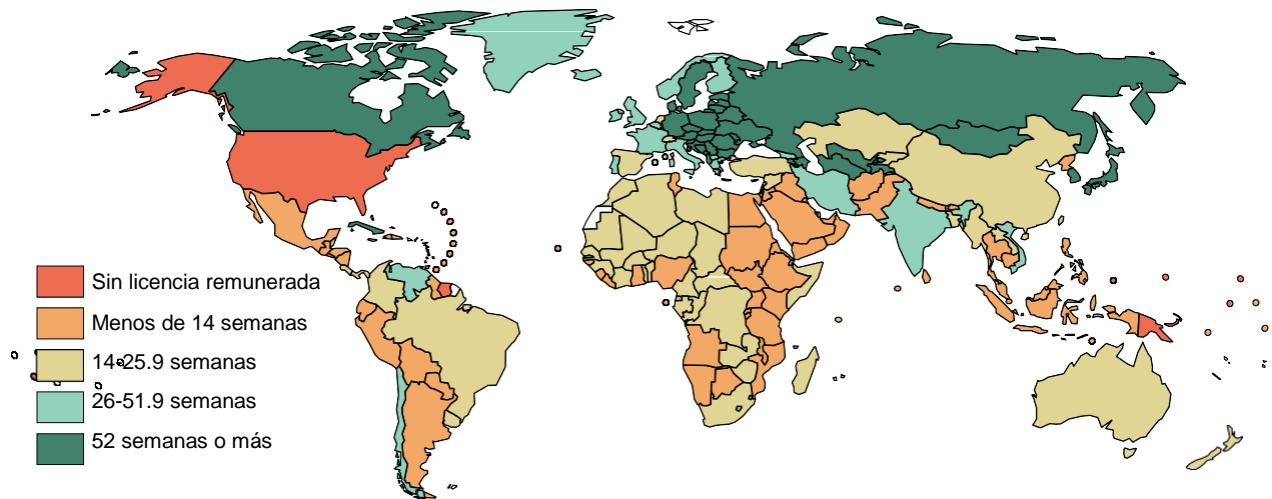 Sin licencia remunerada
Menos de 14 semanas
14-25.9 semanas
26-51.9 semanas
52 semanas o más